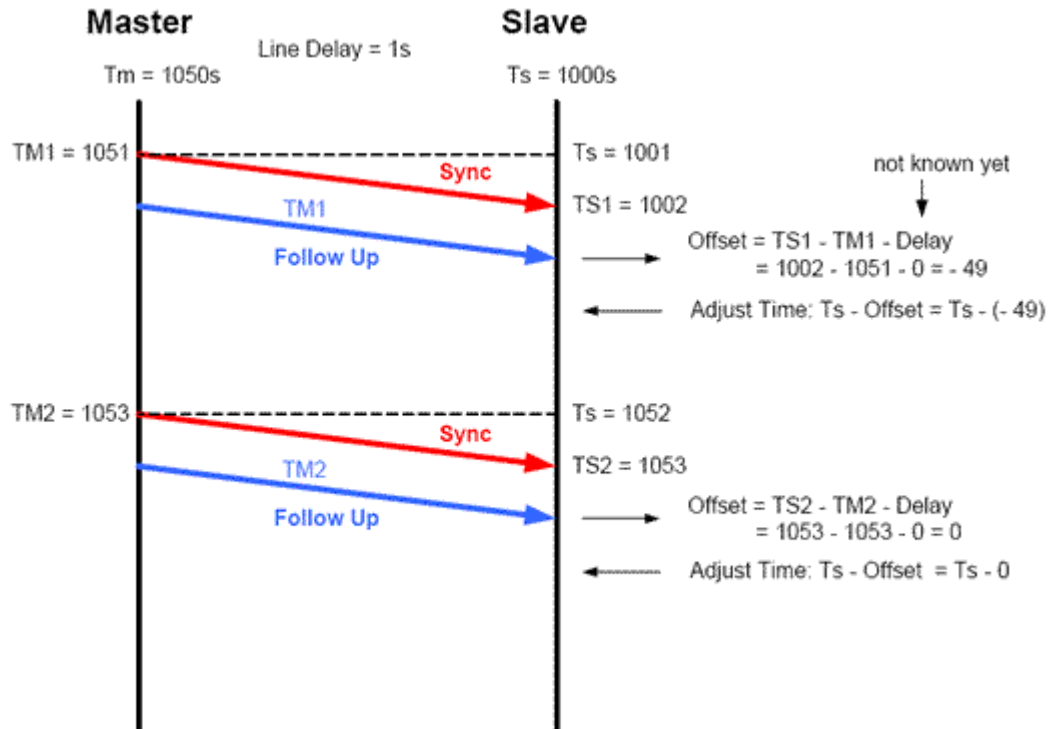 Master
Slave
Line Delay = 1s
Tm = 1050s
Ts = 1000s
TM1 = 1051
Ts = 1001
not known yet
Sync
TS1 = 1002
TM1
Follow Up
Offset = TS1 - TM1 - Delay
= 1002 - 1051 - 0 = - 49
Adjust Time: Ts - Offset = Ts - (- 49)
TM2 = 1053
Ts = 1052
Sync
TS2 = 1053
TM2
Follow Up
Offset = TS2 - TM2 - Delay
= 1053 - 1053 - 0 = 0
Adjust Time: Ts - Offset = Ts - 0